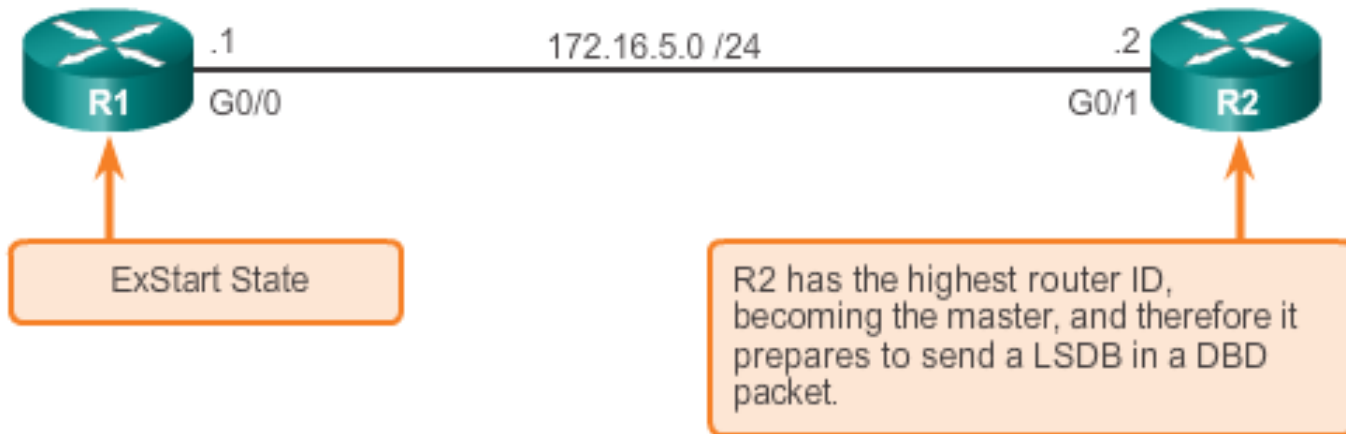 .1
172.16.5.0 /24
.2
R1
G0/0
G0/1
R2
ExStart State
R2 has the highest router ID,
becoming the master, and therefore it
prepares to send a LSDB in a DBD
packet.